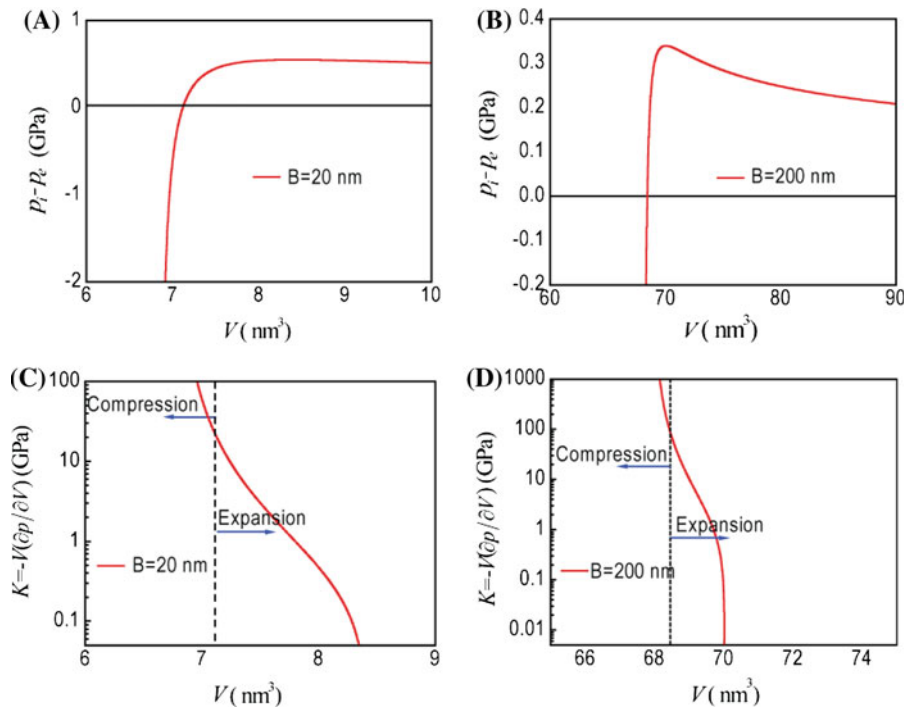 (A)
1
0
-1
-2
p_i-p_e (GPa)
B=20 nm
6 7 8 9 10
V( nm³)
(B)
0.4
0.3
0.2
0.1
0.0
-0.1
-0.2
p_i-p_e (GPa)
B=200 nm
60 70 80 90
V( nm³)
(C)
100
10
1
0.1
K=-V(∂p/∂V) (GPa)
Compression
Expansion
B=20 nm
6 7 8 9
V( nm³)
(D)
1000
100
10
1
0.1
0.01
K=-V(∂p/∂V) (GPa)
Compression
Expansion
B=200 nm
66 68 70 72 74
V( nm³)